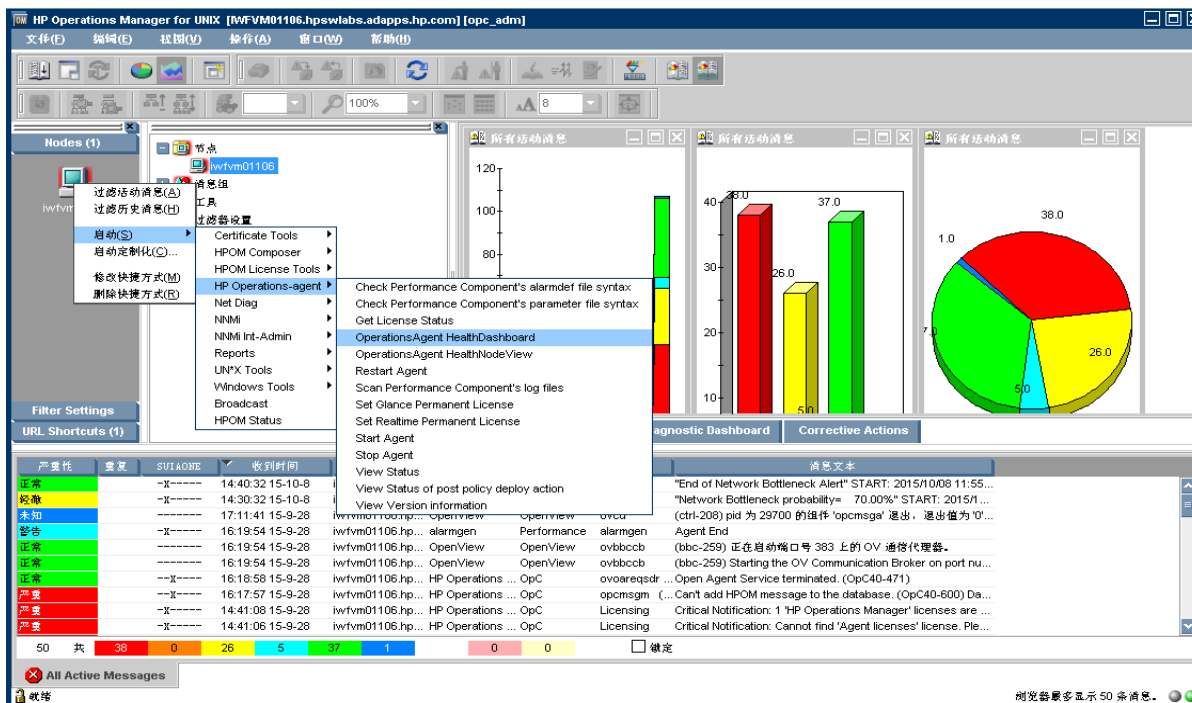 HP Operations Manager for UNIX [IWFVM01106.hpswlabs.adapps.hp.com] [opc_adm]
文件(F) 编辑(E) 视图(V) 操作(A) 窗口(W) 帮助(H)
100%
A 8
Nodes (1)
iwfvm
节点
iwfvm01106
消息组
工具
过滤器设置
过滤活动消息(A)
过滤历史消息(H)
启动(S)
启动定制化(C)...
修改快捷方式(M)
删除快捷方式(R)
Certificate Tools
HPOM Composer
HPOM License Tools
HP Operations-agent
Net Diag
NNMi
NNMi Int-Admin
Reports
UN*X Tools
Windows Tools
Broadcast
HPOM Status
Check Performance Component's alarmdef file syntax
Check Performance Component's parameter file syntax
Get License Status
OperationsAgent HealthDashboard
OperationsAgent HealthNodeView
Restart Agent
Scan Performance Component's log files
Set Glance Permanent License
Set Realtime Permanent License
Start Agent
Stop Agent
View Status
View Status of post policy deploy action
View Version information
所有活动消息
120
100
80
所有活动消息
40
30
20
10
38.0
26.0
5.0
37.0
所有活动消息
38.0
1.0
7.0
5.0
26.0
Filter Settings
URL Shortcuts (1)
agnostic Dashboard
Corrective Actions
严重性 重复 SUIAONE 收到时间 消息文本
正常 -X----- 14:40:32 15-10-8 "End of Network Bottleneck Alert" START: 2015/10/08 11:55...
轻微 -X----- 14:30:32 15-10-8 "Network Bottleneck probability= 70.00%" START: 2015/1...
未知 ------- 17:11:41 15-9-28 iwfvm01106.hp... OpenView OpenView ovcd (ctrl-208) pid 为 29700 的组件 'opcmsga' 退出，退出值为 '0'...
警告 -X----- 16:19:54 15-9-28 iwfvm01106.hp... alarmgen Performance alarmgen Agent End
正常 ------- 16:19:54 15-9-28 iwfvm01106.hp... OpenView OpenView ovbbccb (bbc-259) 正在启动端口号 383 上的 OV 通信代理器。
正常 ------- 16:19:54 15-9-28 iwfvm01106.hp... OpenView OpenView ovbbccb (bbc-259) Starting the OV Communication Broker on port nu...
正常 --X---- 16:18:58 15-9-28 iwfvm01106.hp... HP Operations ... OpC ovoareqsdr ... Open Agent Service terminated. (OpC40-471)
严重 --X---- 16:17:57 15-9-28 iwfvm01106.hp... HP Operations ... OpC opcmsgm (... Can't add HPOM message to the database. (OpC40-600) Da...
严重 -X----- 14:41:08 15-9-28 iwfvm01106.hp... HP Operations ... OpC Licensing Critical Notification: 1 'HP Operations Manager' licenses are ...
严重 -X----- 14:41:06 15-9-28 iwfvm01106.hp... HP Operations ... OpC Licensing Critical Notification: Cannot find 'Agent licenses' license. Ple...
50 共 38 0 26 5 37 1 0 0 锁定
All Active Messages
就绪
浏览器最多显示 50 条消息。